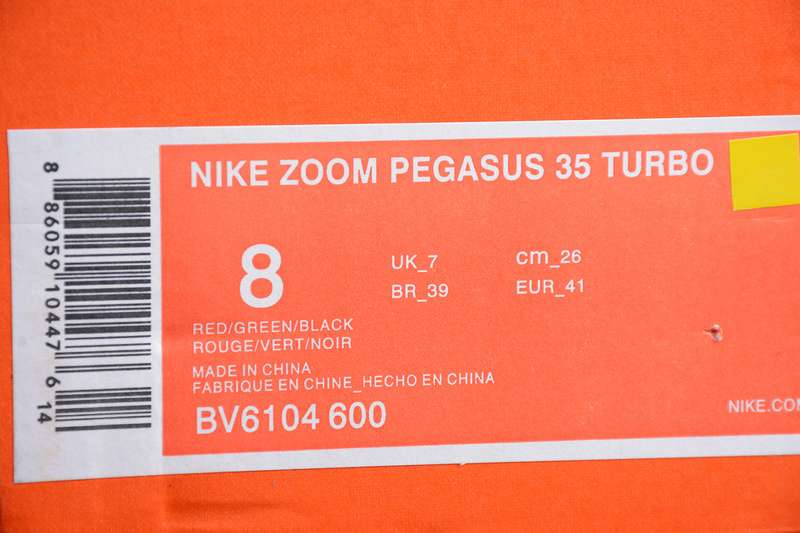 NIKE ZOOM PEGASUS 35 TURBO
8
UK_7
cm_26
BR_39
EUR_41
RED/GREEN/BLACK
ROUGE/VERT/NOIR
MADE IN CHINA
FABRIQUE EN CHINE_HECHO EN CHINA
BV6104 600
NIKE.COM
8 86059 10447 6 14